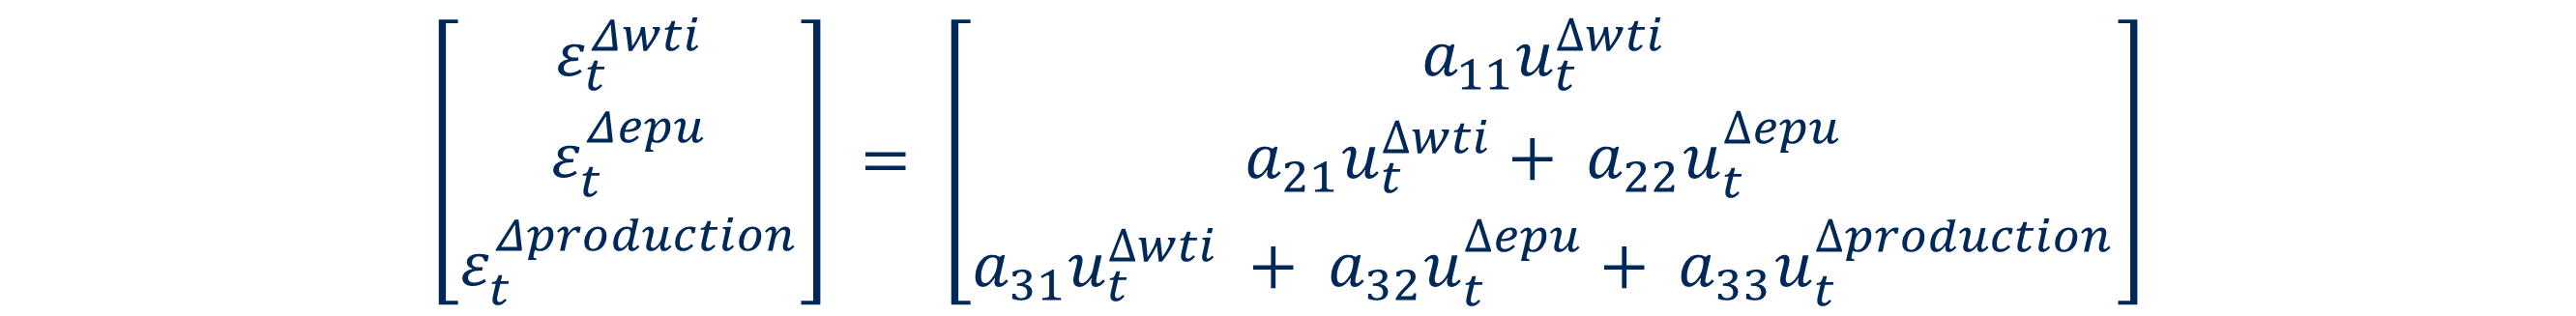 ε_t^{Δwti} = a_{11}u_t^{Δwti}
ε_t^{Δepu} = a_{21}u_t^{Δwti} + a_{22}u_t^{Δepu}
ε_t^{Δproduction} = a_{31}u_t^{Δwti} + a_{32}u_t^{Δepu} + a_{33}u_t^{Δproduction}